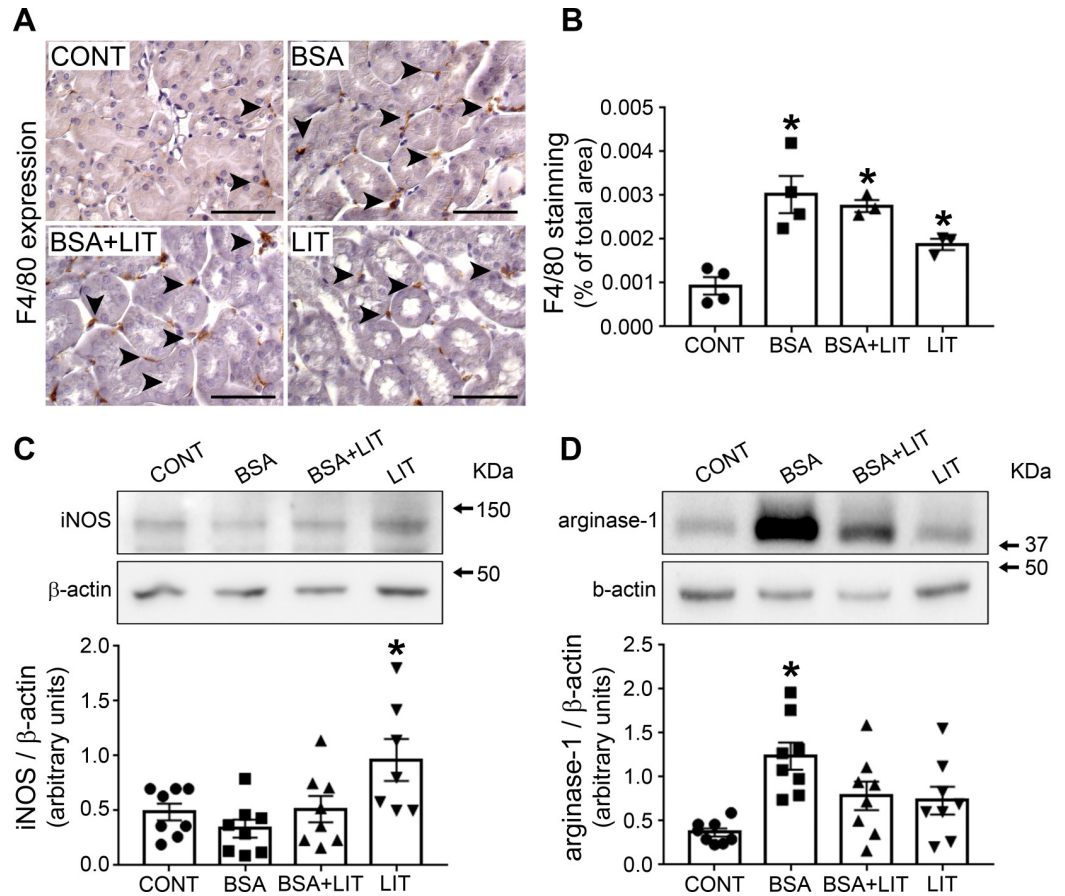 A
CONT
BSA
BSA+LIT
LIT
F4/80 expression
B
F4/80 stainning
(% of total area)
0.005
0.004
0.003
0.002
0.001
0.000
*
*
*
CONT BSA BSA+LIT LIT
C
CONT BSA BSA+LIT LIT
KDa
iNOS
150
β-actin
50
iNOS / β-actin
(arbitrary units)
2.0
1.5
1.0
0.5
0.0
*
CONT BSA BSA+LIT LIT
D
CONT BSA BSA+LIT LIT
KDa
arginase-1
37
50
b-actin
arginase-1 / β-actin
(arbitrary units)
2.5
2.0
1.5
1.0
0.5
0.0
*
CONT BSA BSA+LIT LIT